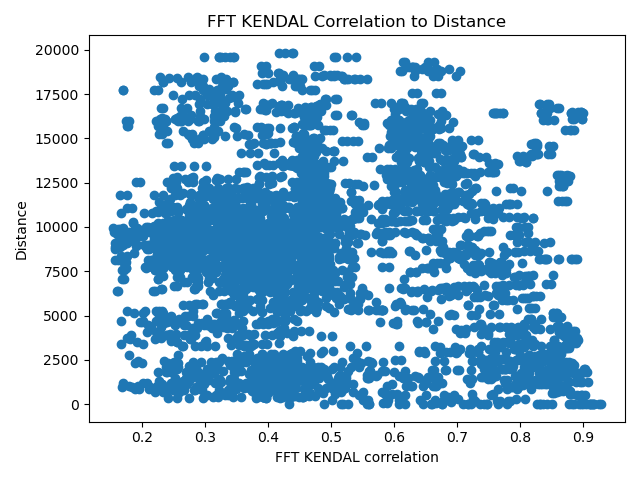 FFT KENDAL Correlation to Distance
20000
17500
15000
12500
10000
7500
5000
2500
0
Distance
0.2 0.3 0.4 0.5 0.6 0.7 0.8 0.9
FFT KENDAL correlation